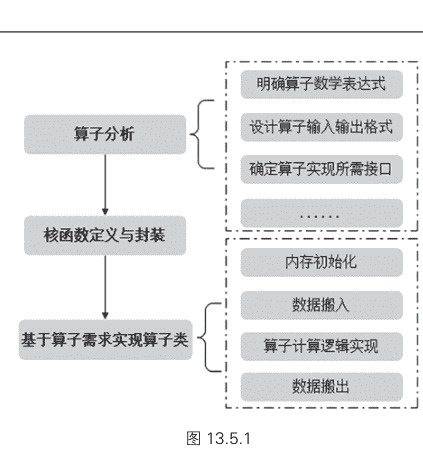 算子分析
明确算子数学表达式
设计算子输入输出格式
确定算子实现所需接口
......
核函数定义与封装
基于算子需求实现算子类
内存初始化
数据搬入
算子计算逻辑实现
数据搬出
图 13.5.1